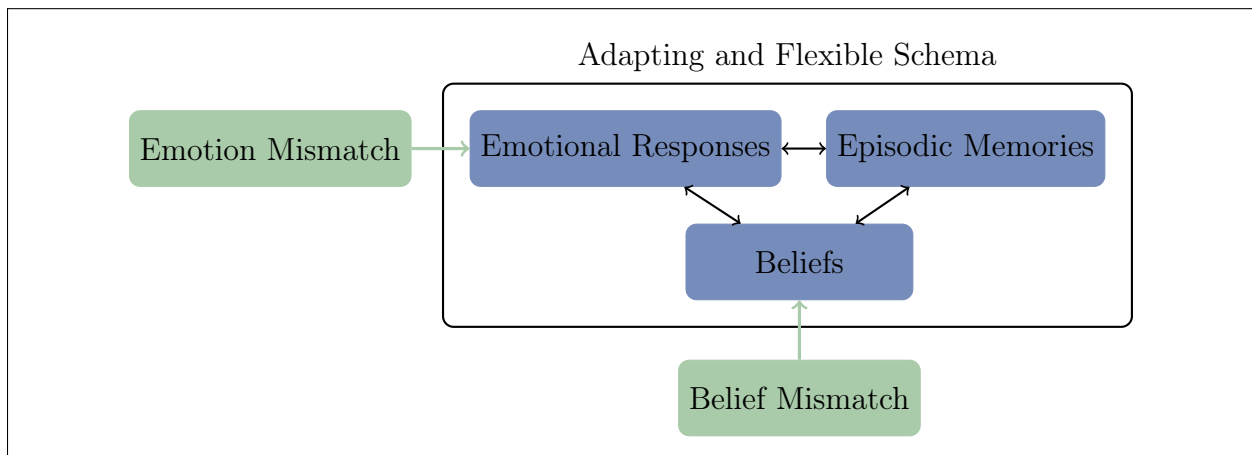 Adapting and Flexible Schema
Emotion Mismatch
Emotional Responses
Episodic Memories
Beliefs
Belief Mismatch